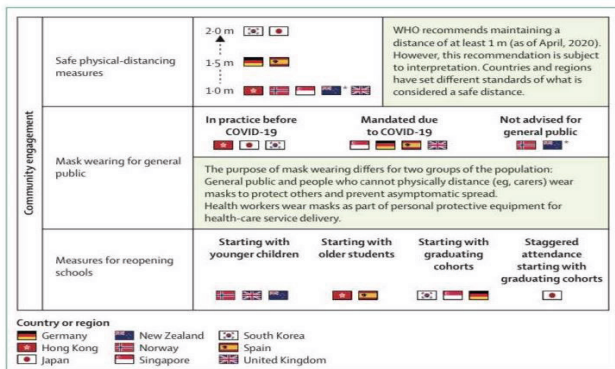 Community engagement
Safe physical-distancing
measures
2·0 m
1·5 m
1·0 m
*
WHO recommends maintaining a
distance of at least 1 m (as of April, 2020).
However, this recommendation is subject
to interpretation. Countries and regions
have set different standards of what is
considered a safe distance.
Mask wearing for general
public
In practice before
COVID-19
Mandated due
to COVID-19
Not advised for
general public
*
The purpose of mask wearing differs for two groups of the population:
General public and people who cannot physically distance (eg, carers) wear
masks to protect others and prevent asymptomatic spread.
Health workers wear masks as part of personal protective equipment for
health-care service delivery.
Measures for reopening
schools
Starting with
younger children
Starting with
older students
Starting with
graduating
cohorts
Staggered
attendance
starting with
graduating cohorts
Country or region
Germany New Zealand South Korea
Hong Kong Norway Spain
Japan Singapore United Kingdom